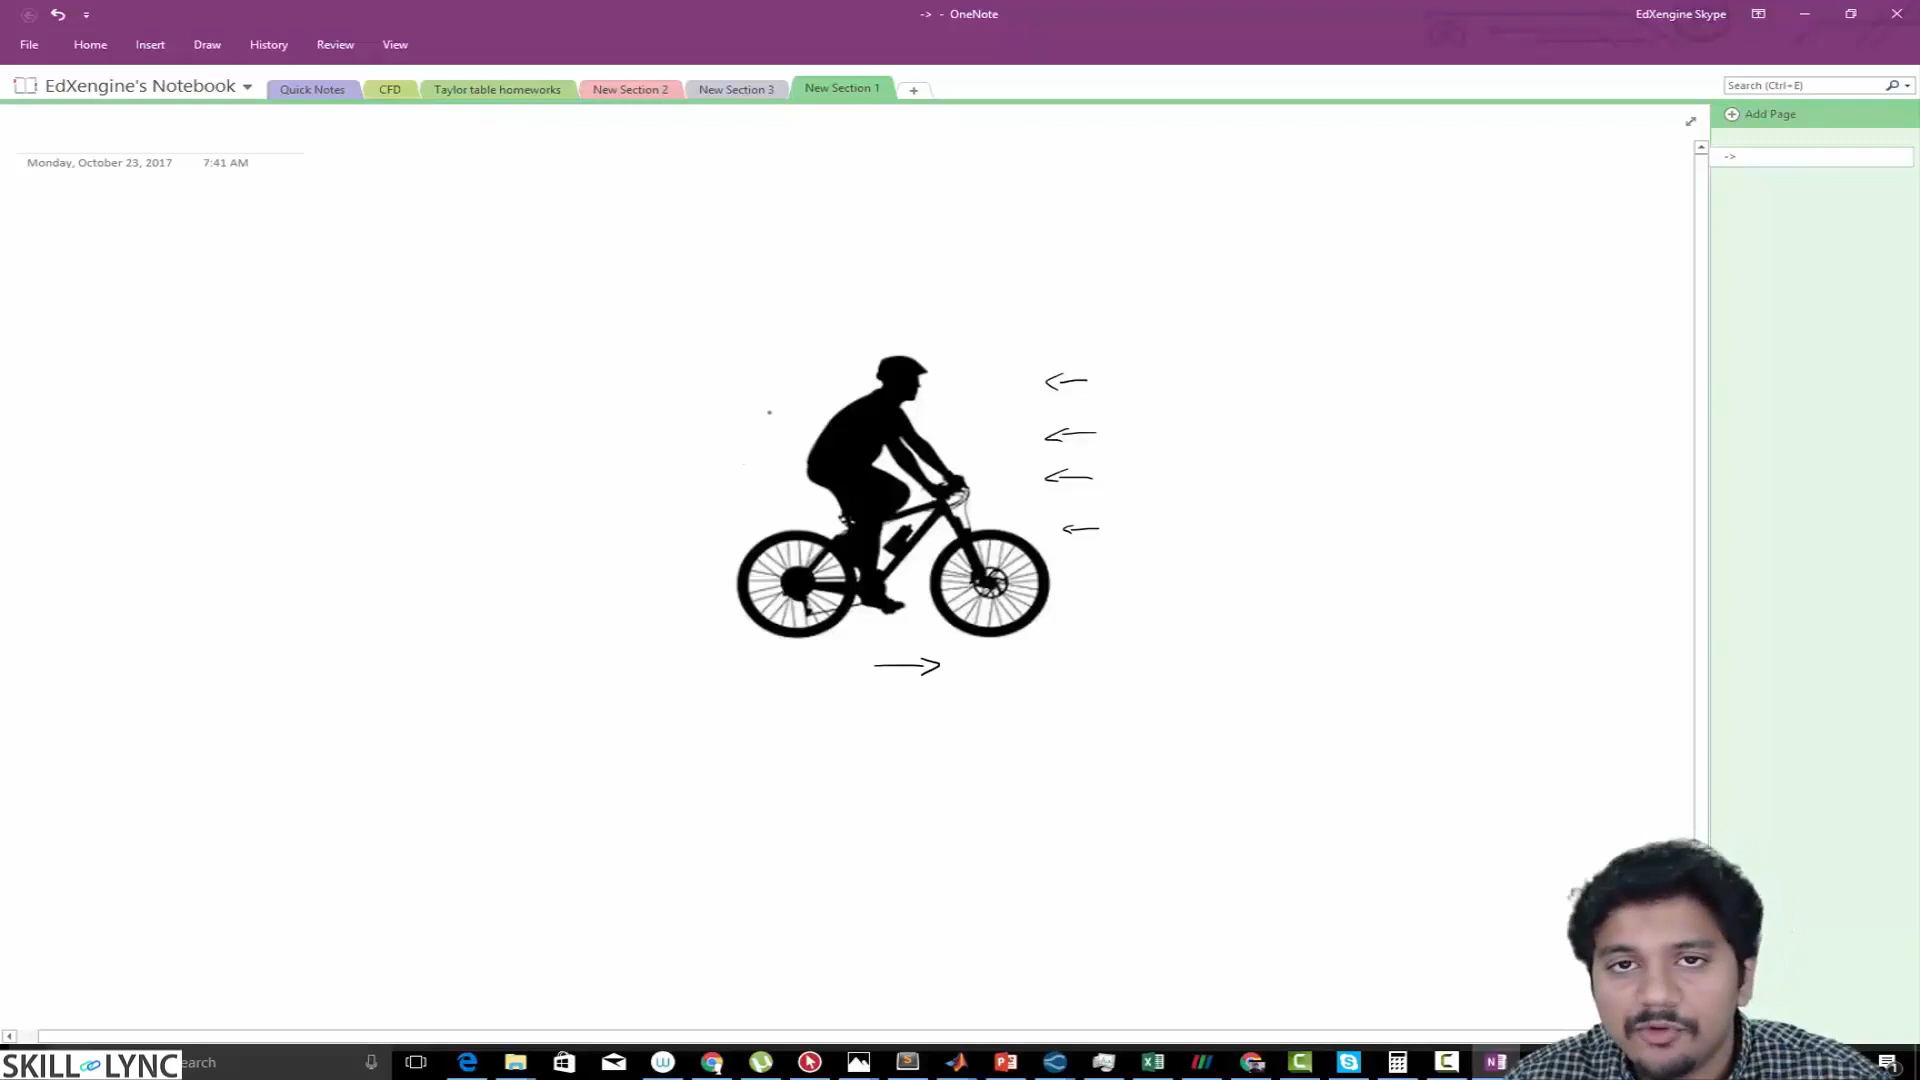 -> - OneNote
EdXengine Skype
File Home Insert Draw History Review View
EdXengine's Notebook
Quick Notes CFD Taylor table homeworks New Section 2 New Section 3 New Section 1
Search (Ctrl+E)
Add Page
->
Monday, October 23, 2017 7:41 AM
SKILL LYNC
earch